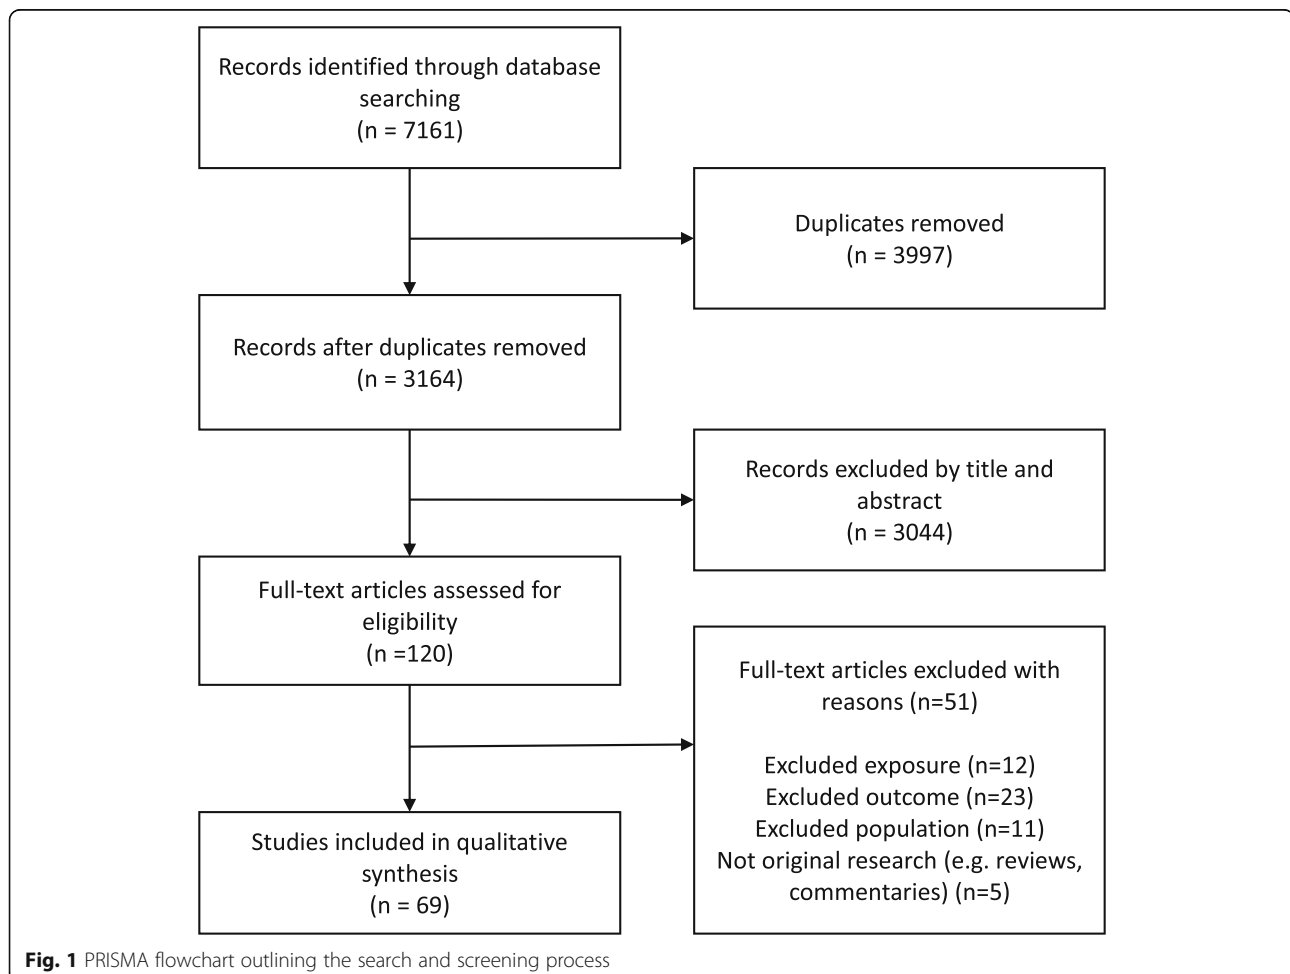 Records identified through database
searching
(n = 7161)
Duplicates removed
(n = 3997)
Records after duplicates removed
(n = 3164)
Records excluded by title and
abstract
(n = 3044)
Full-text articles assessed for
eligibility
(n =120)
Full-text articles excluded with
reasons (n=51)
Excluded exposure (n=12)
Excluded outcome (n=23)
Excluded population (n=11)
Not original research (e.g. reviews,
commentaries) (n=5)
Studies included in qualitative
synthesis
(n = 69)
Fig. 1 PRISMA flowchart outlining the search and screening process